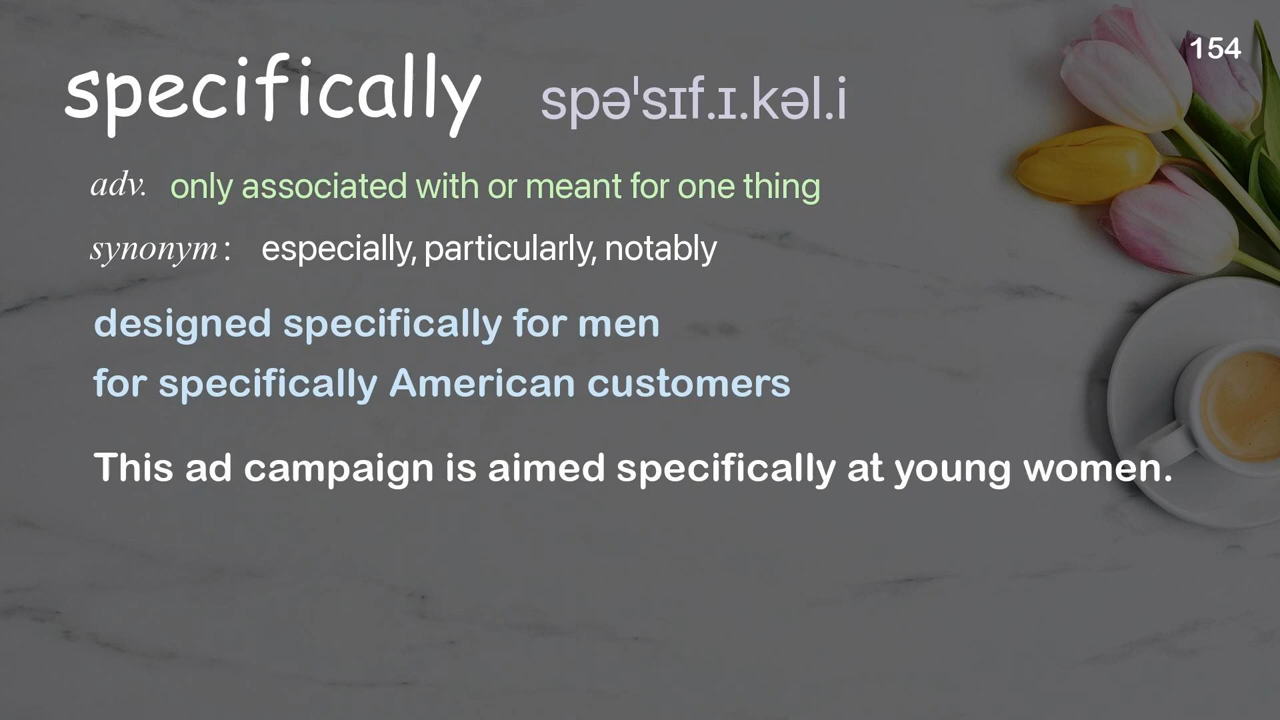 154
specifically spəˈsɪf.ɪ.kəl.i
adv. only associated with or meant for one thing
synonym: especially, particularly, notably
designed specifically for men
for specifically American customers
This ad campaign is aimed specifically at young women.